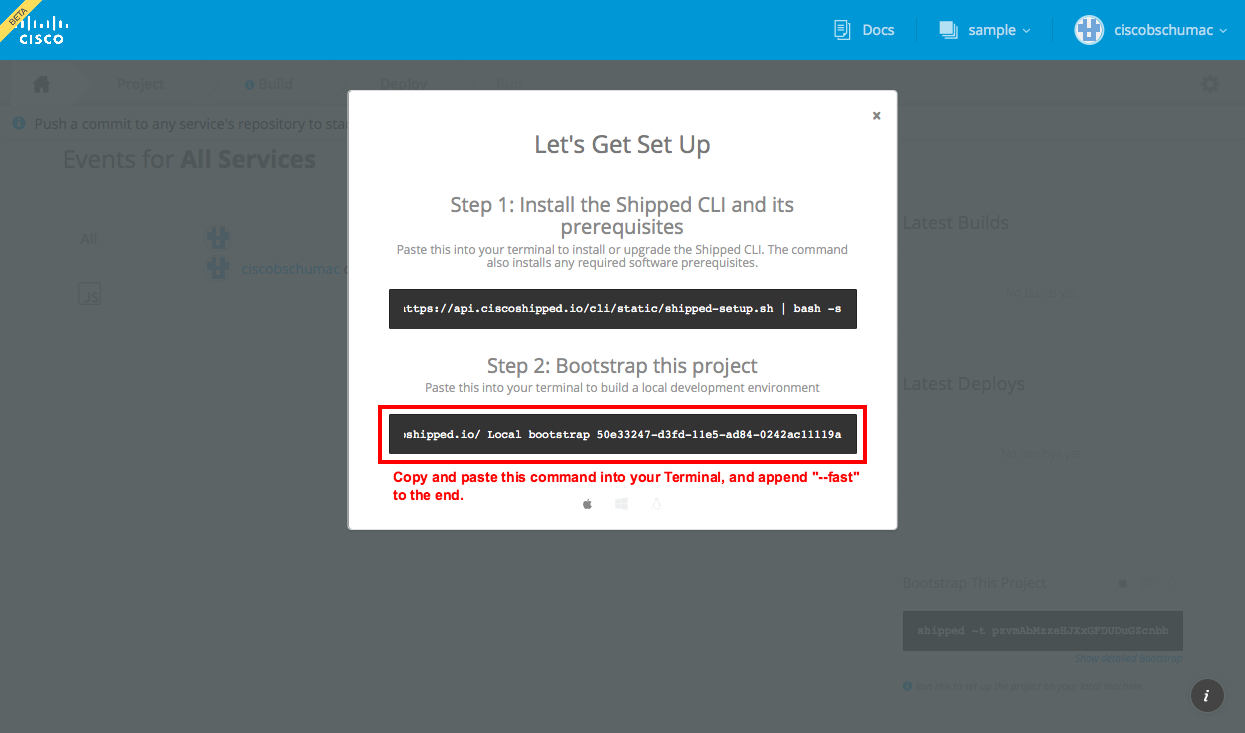 BETA
CISCO
Docs
sample
ciscobschumac
Project
Build
Deploy
Push a commit to any service's repository to sta
Events for All Services
All
ciscobschumac
JS
Let's Get Set Up
Step 1: Install the Shipped CLI and its
prerequisites
Paste this into your terminal to install or upgrade the Shipped CLI. The command
also installs any required software prerequisites.
ttps://api.ciscoshipped.io/cli/static/shipped-setup.sh | bash -s
Step 2: Bootstrap this project
Paste this into your terminal to build a local development environment
shipped.io/ Local bootstrap 50e33247-d3fd-11e5-ad84-0242ac11119a
Copy and paste this command into your Terminal, and append "--fast"
to the end.
Latest Builds
Latest Deploys
Bootstrap This Project
shipped -t
Show detailed Bootstrap
i